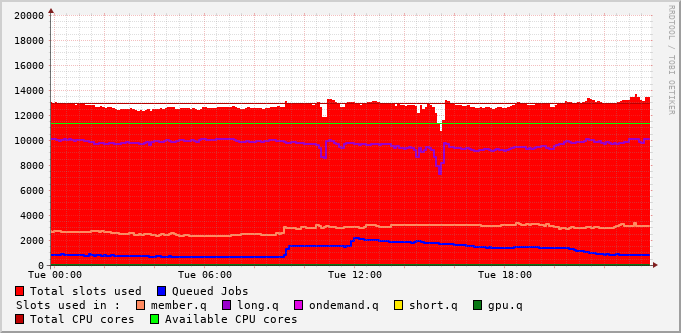 20000
18000
16000
14000
12000
10000
8000
6000
4000
2000
0
Tue 00:00 Tue 06:00 Tue 12:00 Tue 18:00
Total slots used Queued Jobs
Slots used in : member.q long.q ondemand.q short.q gpu.q
Total CPU cores Available CPU cores
RRDTOOL / TOBI OETIKER